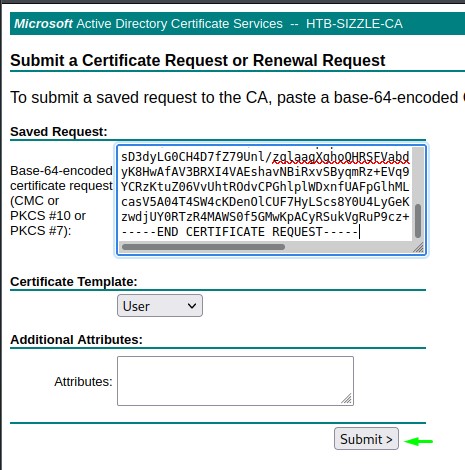 Microsoft Active Directory Certificate Services -- HTB-SIZZLE-CA
Submit a Certificate Request or Renewal Request
To submit a saved request to the CA, paste a base-64-encoded
Saved Request:
Base-64-encoded
certificate request
(CMC or
PKCS #10 or
PKCS #7):
sD3dyLG0CH4D7fZ79Unl/zglaagXghoQHRSFVabd
yK8HwAfAV3BRXI4VAEshavNBiRxvSByqmRz+EVq9
YCRzKtuZ06VvUhtROdvCPGhlplWDxnfUAFpGlhML
casV5A04T4SW4cKDenOlCUF7HyLScs8Y0U4LyGeK
zwdjUY0RTzR4MAWS0f5GMwKpACyRSukVgRuP9cz+
-----END CERTIFICATE REQUEST-----
Certificate Template:
User
Additional Attributes:
Attributes:
Submit >